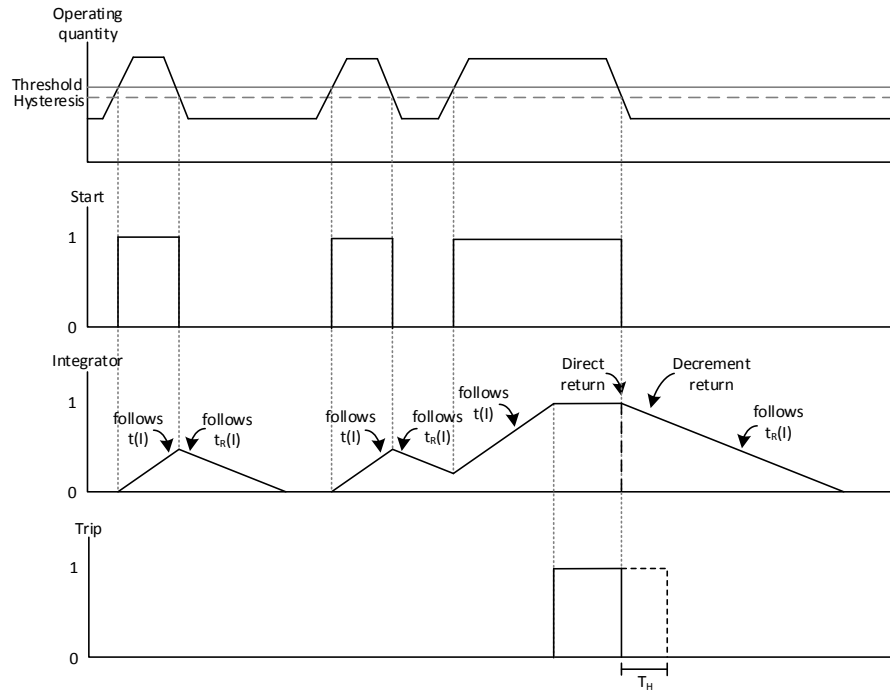 Operating
quantity
Threshold
Hysteresis
Start
1
0
Integrator
1
0
follows
t(I)
follows
tR(I)
follows
t(I)
follows
tR(I)
follows
t(I)
Direct
return
Decrement
return
follows
tR(I)
Trip
1
0
TH